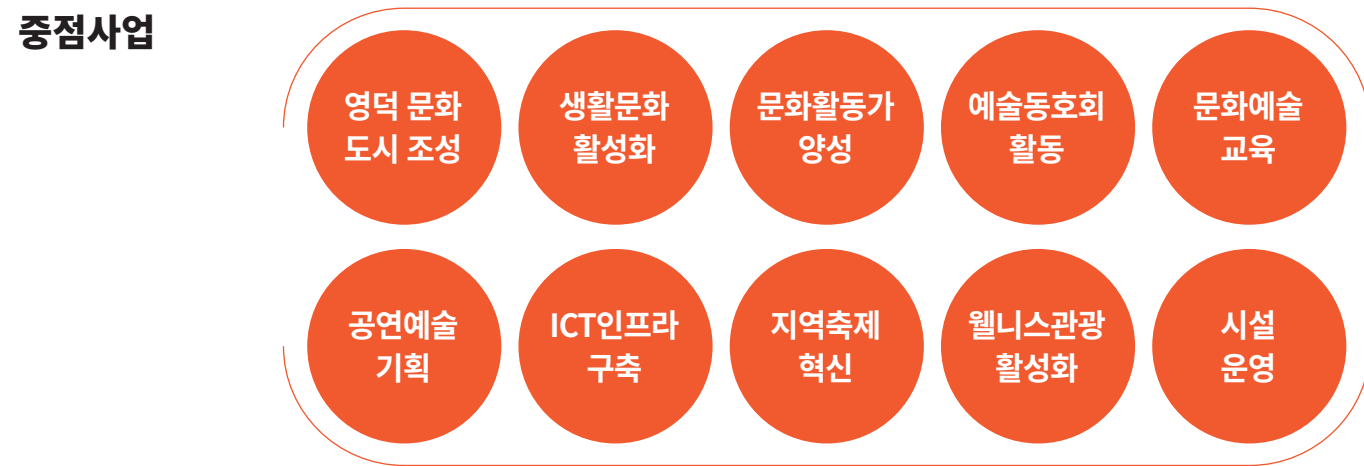 중점사업
영덕 문화
도시 조성
생활문화
활성화
문화활동가
양성
예술동호회
활동
문화예술
교육
공연예술
기획
ICT인프라
구축
지역축제
혁신
웰니스관광
활성화
시설
운영